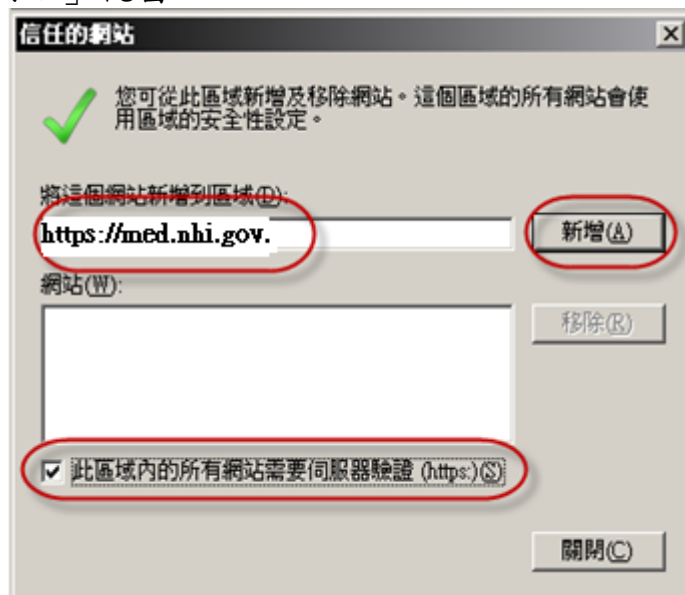 信任的網站
您可從此區域新增及移除網站。這個區域的所有網站會使
用區域的安全性設定。
將這個網站新增到區域(D):
https://med.nhi.gov.
新增(A)
網站(W):
移除(R)
此區域內的所有網站需要伺服器驗證 (https:)(S)
關閉(C)